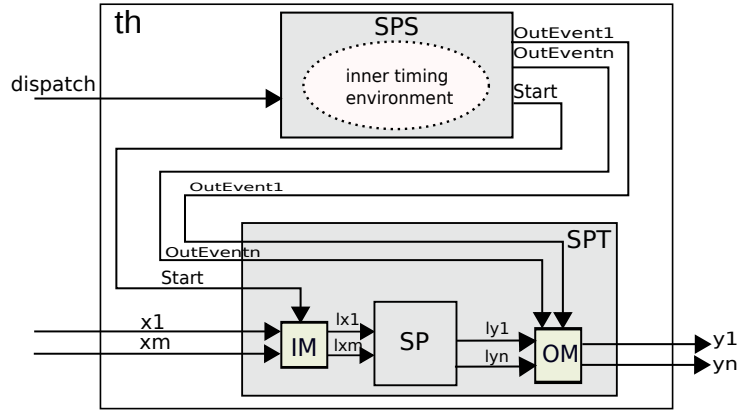 th
SPS
OutEvent1
OutEventn
inner timing
environment
dispatch
Start
OutEvent1
SPT
OutEventn
Start
x1
xm
lx1
lxm
IM
SP
ly1
lyn
OM
y1
yn